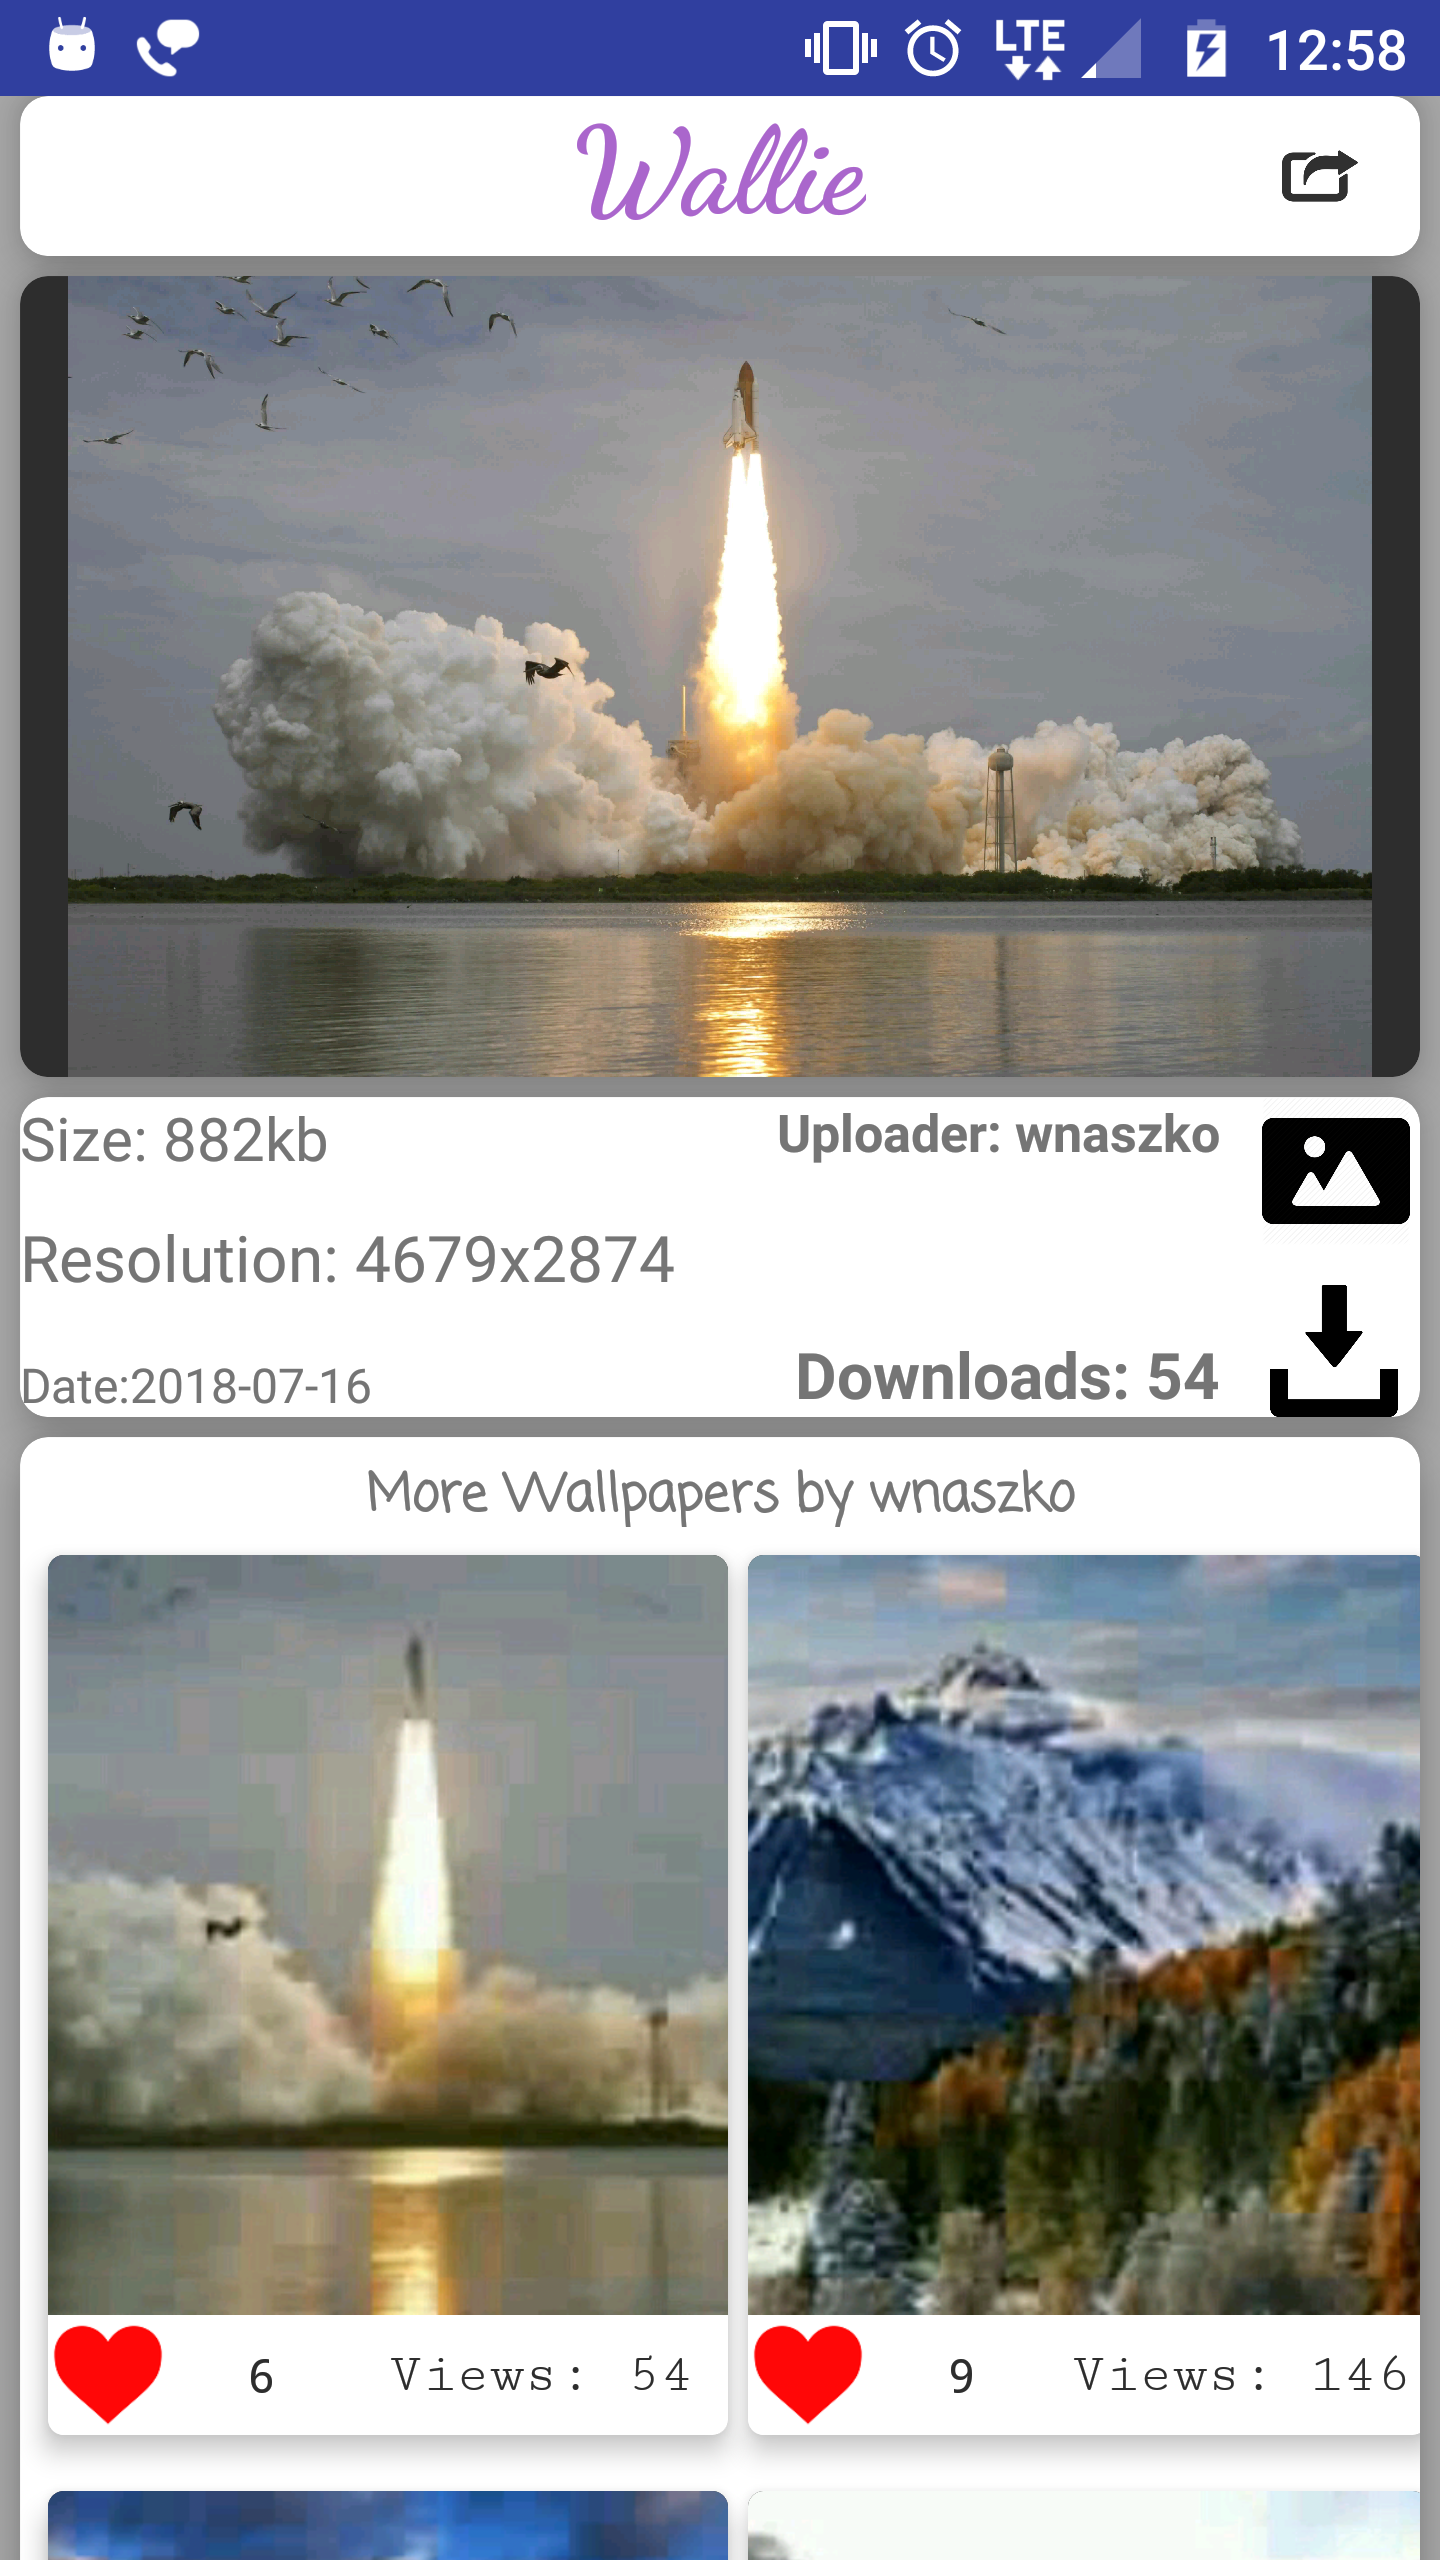 LTE 12:58
Wallie
Size: 882kb
Uploader: wnaszko
Resolution: 4679x2874
Date:2018-07-16
Downloads: 54
More Wallpapers by wnaszko
6 Views: 54
9 Views: 146